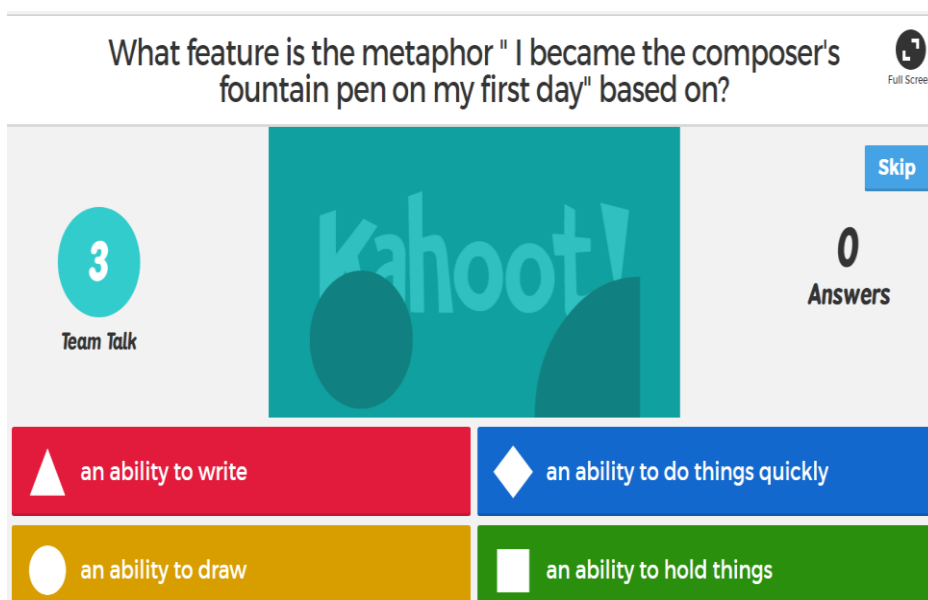 What feature is the metaphor " I became the composer's
fountain pen on my first day" based on?
Full Scree
Skip
3
Team Talk
Kahoot!
0
Answers
an ability to write
an ability to do things quickly
an ability to draw
an ability to hold things